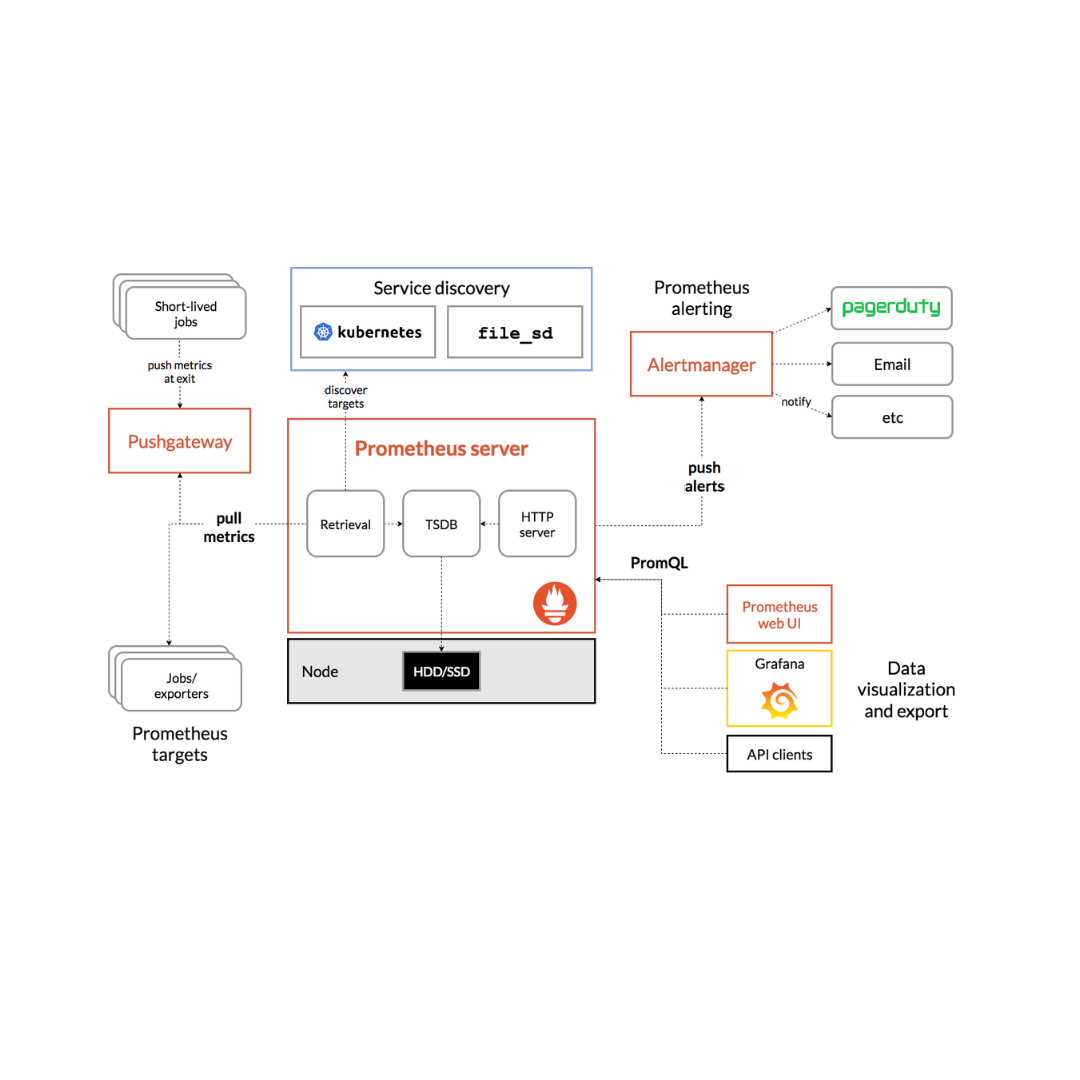 Short-lived
jobs
push metrics
at exit
Pushgateway
pull
metrics
Jobs/
exporters
Prometheus
targets
Service discovery
kubernetes
file_sd
discover
targets
Prometheus server
Retrieval
TSDB
HTTP
server
Node
HDD/SSD
Prometheus
alerting
Alertmanager
pagerduty
Email
notify
etc
push
alerts
PromQL
Prometheus
web UI
Grafana
API clients
Data
visualization
and export